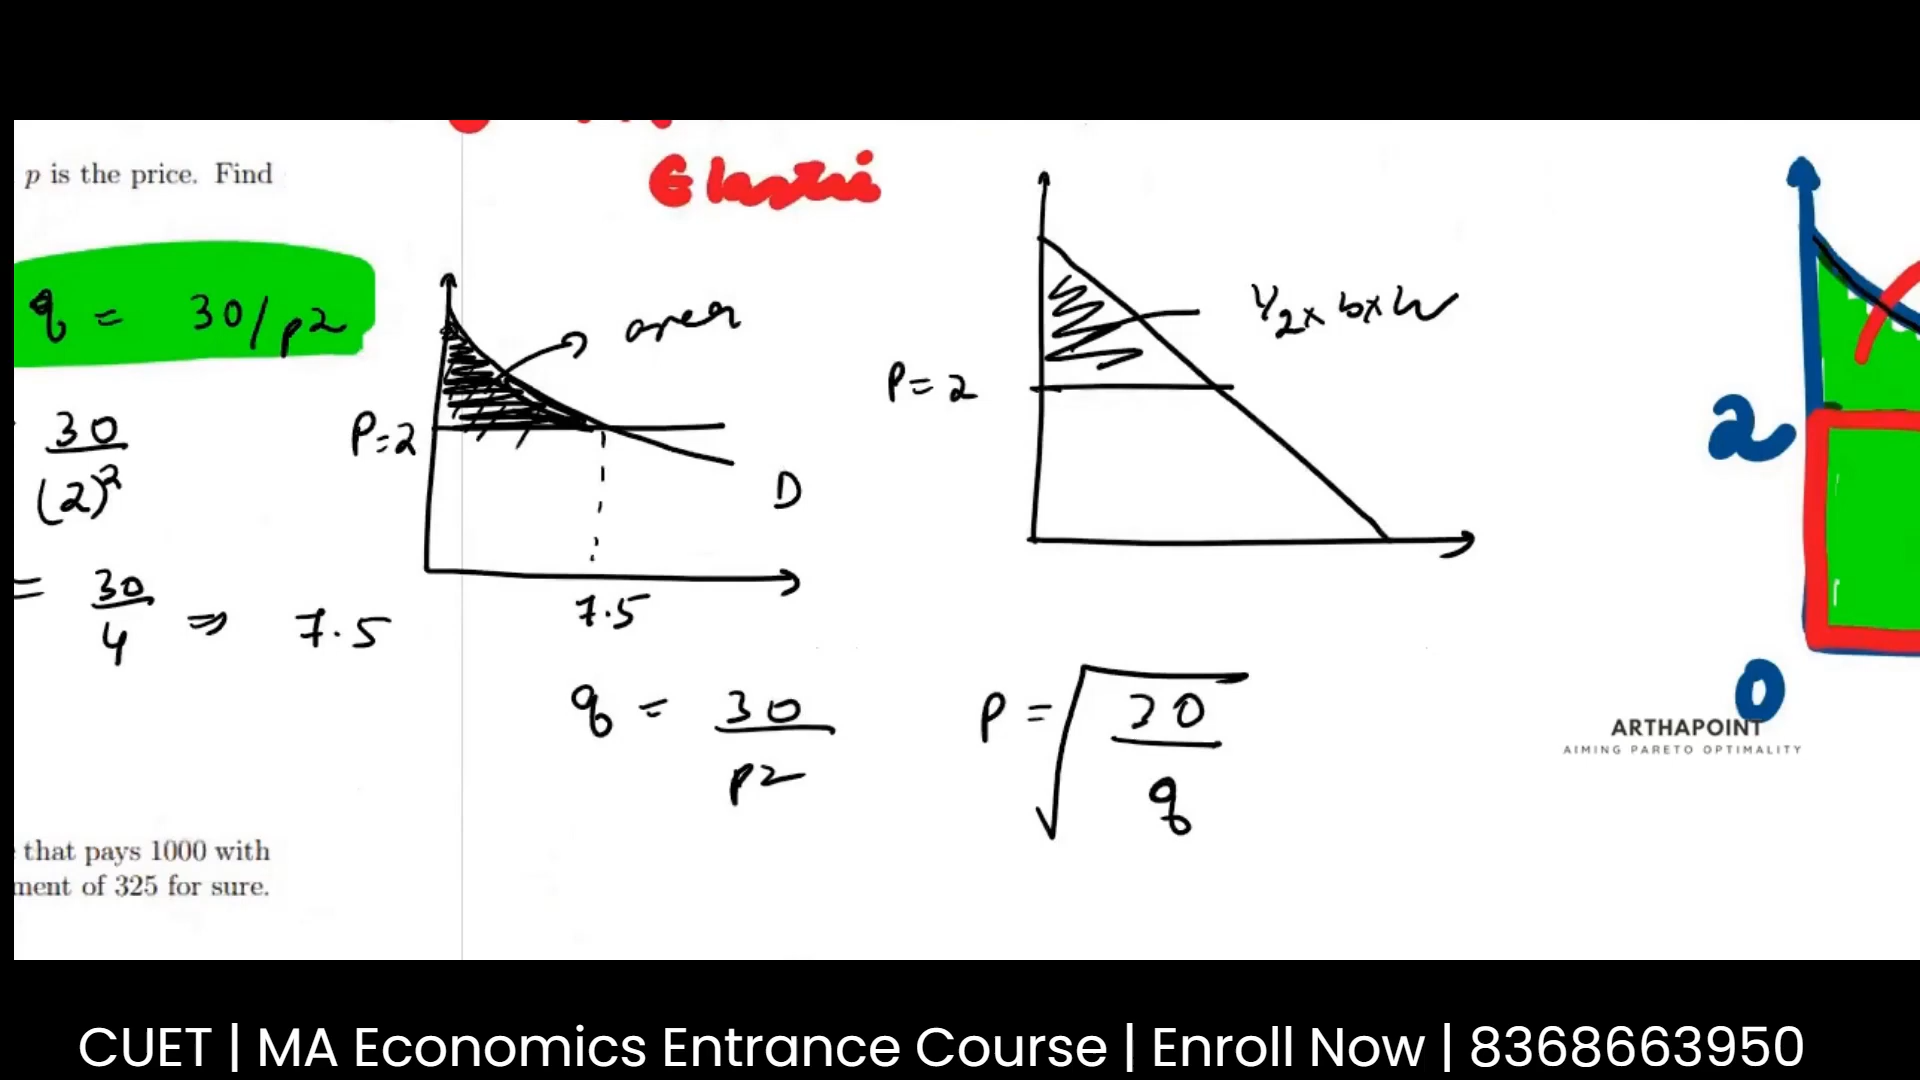 p is the price. Find
Elastic
q = 30/p2
area
1/2 x b x h
P = 2
30
(2)²
P=2
2
D
= 30/4 ⇒ 7.5
7.5
q = 30/p2
P = √30/q
0
ARTHAPOINT
AIMING PARETO OPTIMALITY
that pays 1000 with
ment of 325 for sure.
CUET | MA Economics Entrance Course | Enroll Now | 8368663950